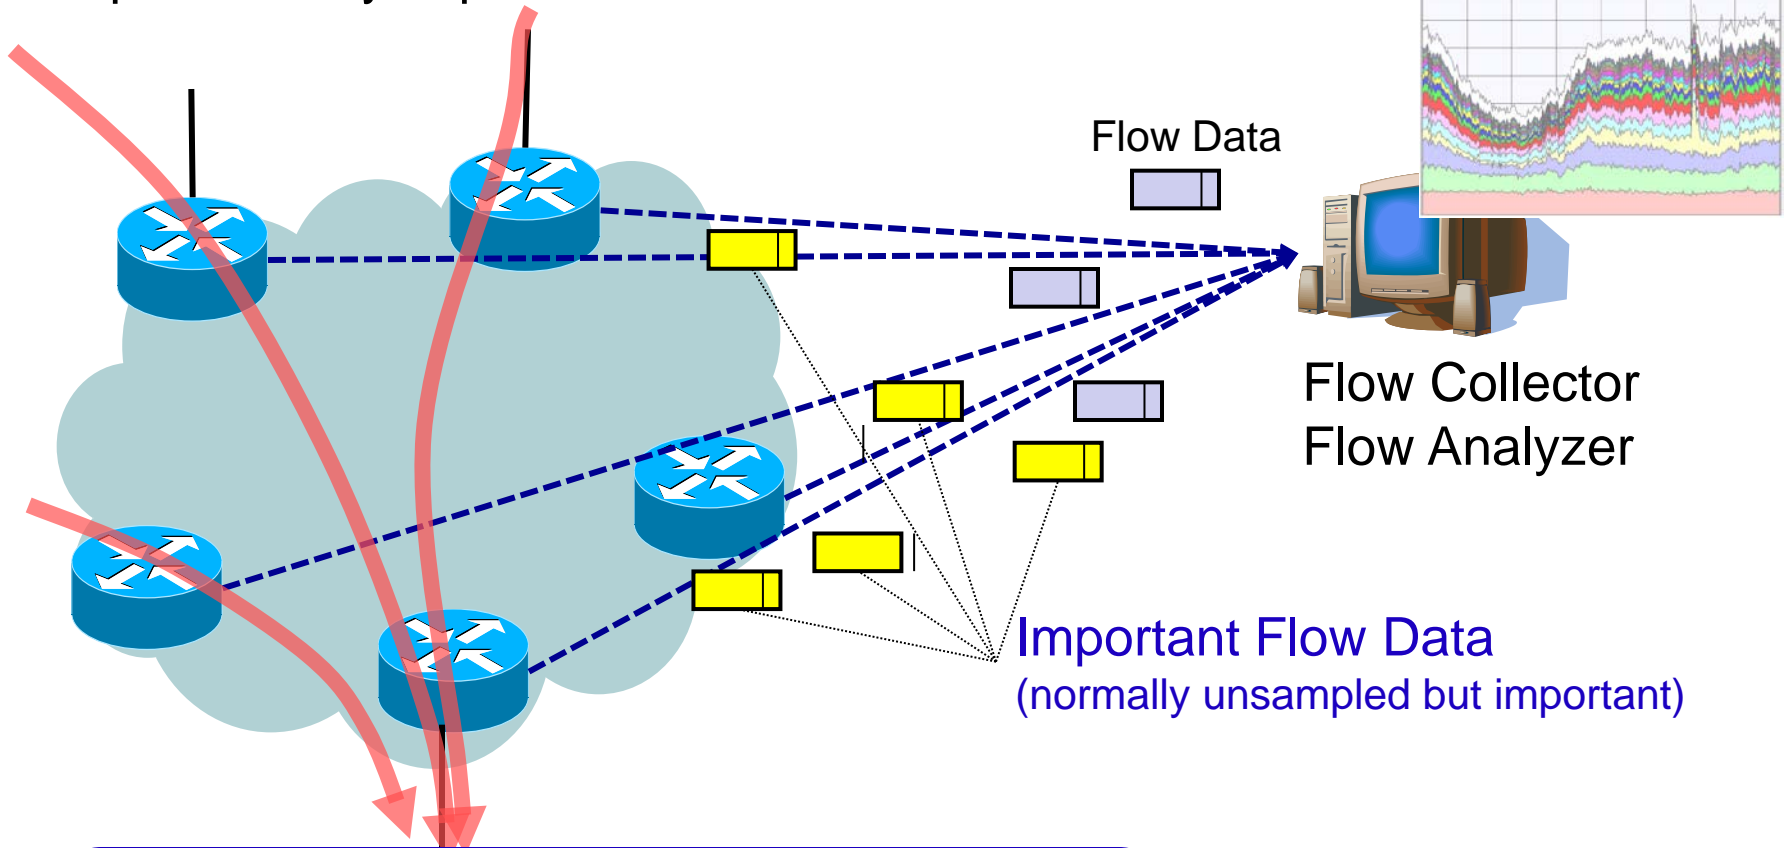 Flow Data
Flow Collector
Flow Analyzer
Important Flow Data
(normally unsampled but important)